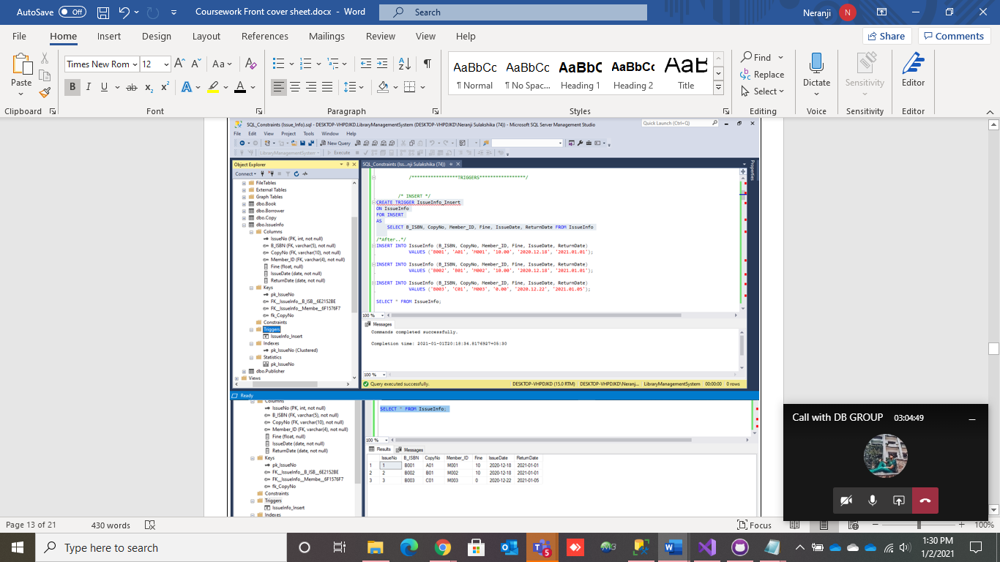 AutoSave Off Coursework Front cover sheet.docx - Word Search Neranji N
File Home Insert Design Layout References Mailings Review View Help Share Comments
Paste Times New Rom 12 Aa AaBbCc AaBbCc AaBbC AaBbCc AaB Find Dictate Sensitivity Editor
B I U ab x2 x2 A A ¶ Normal ¶ No Spac... Heading 1 Heading 2 Title Replace
Select
Clipboard Font Paragraph Styles Editing Voice Sensitivity Editor
SQL_Constraints (Issue_Info).sql - DESKTOP-VHPDJKD.LibraryManagementSystem (DESKTOP-VHPDJKD\Neranji Sulakshika (74)) - Microsoft SQL Server Management Studio Quick Launch (Ctrl+Q)
File Edit View Project Tools Window Help
New Query
LibraryManagementSystem Execute
Object Explorer
SQL_Constraints (Iss...nji Sulakshika (74))
Properties
Connect
FileTables
External Tables
Graph Tables
dbo.Book
dbo.Borrower
dbo.Copy
dbo.IssueInfo
Columns
IssueNo (PK, int, not null)
B_ISBN (FK, varchar(5), not null)
CopyNo (FK, varchar(10), not null)
Member_ID (FK, varchar(4), not null)
Fine (float, null)
IssueDate (date, not null)
ReturnDate (date, not null)
Keys
pk_IssueNo
FK__IssueInfo__B_ISB__6E2152BE
FK__IssueInfo__Membe__6F1576F7
fk_CopyNo
Constraints
Triggers
IssueInfo_Insert
Indexes
pk_IssueNo (Clustered)
Statistics
pk_IssueNo
dbo.Publisher
Views
/*****************TRIGGERS*****************/
/* INSERT */
CREATE TRIGGER IssueInfo_Insert
ON IssueInfo
FOR INSERT
AS
SELECT B_ISBN, CopyNo, Member_ID, Fine, IssueDate, ReturnDate FROM IssueInfo
/*After..*/
INSERT INTO IssueInfo (B_ISBN, CopyNo, Member_ID, Fine, IssueDate, ReturnDate)
VALUES ('B001', 'A01', 'M001', '10.00', '2020.12.18', '2021.01.01');
INSERT INTO IssueInfo (B_ISBN, CopyNo, Member_ID, Fine, IssueDate, ReturnDate)
VALUES ('B002', 'B01', 'M002', '10.00', '2020.12.18', '2021.01.01');
INSERT INTO IssueInfo (B_ISBN, CopyNo, Member_ID, Fine, IssueDate, ReturnDate)
VALUES ('B003', 'C01', 'M003', '0.00', '2020.12.22', '2021.01.05');
SELECT * FROM IssueInfo;
100 %
Messages
Commands completed successfully.
Completion time: 2021-01-01T20:18:34.8176927+05:30
100 %
Query executed successfully. DESKTOP-VHPDJKD (15.0 RTM) DESKTOP-VHPDJKD\Neranj... LibraryManagementSystem 00:00:00 0 rows
Ready
Columns
IssueNo (PK, int, not null)
B_ISBN (FK, varchar(5), not null)
CopyNo (FK, varchar(10), not null)
Member_ID (FK, varchar(4), not null)
Fine (float, null)
IssueDate (date, not null)
ReturnDate (date, not null)
Keys
pk_IssueNo
FK__IssueInfo__B_ISB__6E2152BE
FK__IssueInfo__Membe__6F1576F7
fk_CopyNo
Constraints
Triggers
IssueInfo_Insert
Indexes
SELECT * FROM IssueInfo;
100 %
Results Messages
IssueNo B_ISBN CopyNo Member_ID Fine IssueDate ReturnDate
1 1 B001 A01 M001 10 2020-12-18 2021-01-01
2 2 B002 B01 M002 10 2020-12-18 2021-01-01
3 3 B003 C01 M003 0 2020-12-22 2021-01-05
Call with DB GROUP 03:04:49
Page 13 of 21 430 words Focus 100%
Type here to search 5 1:30 PM
1/2/2021